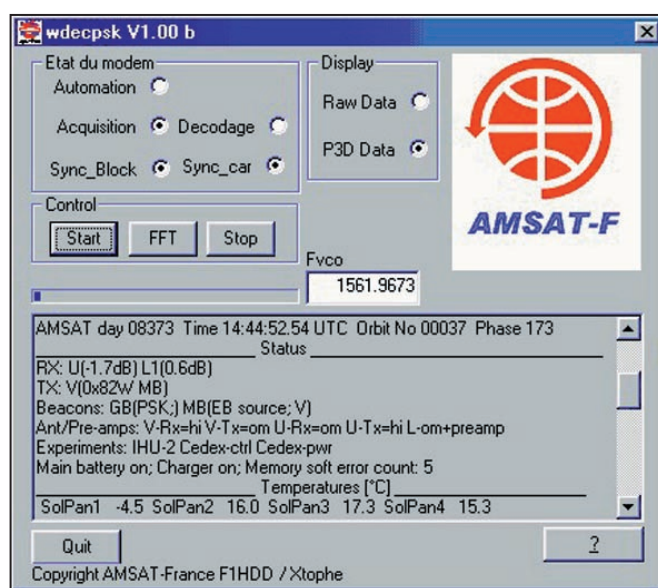 wdecpsk V1.00 b
Etat du modem
Automation
Acquisition Decodage
Sync_Block Sync_car
Display
Raw Data
P3D Data
AMSAT-F
Control
Start FFT Stop
Fvco
1561.9673
AMSAT day 08373 Time 14:44:52.54 UTC Orbit No 00037 Phase 173
Status
RX: U(-1.7dB) L1(0.6dB)
TX: V(0x82W MB)
Beacons: GB(PSK;) MB(EB source; V)
Ant/Pre-amps: V-Rx=hi V-Tx=om U-Rx=om U-Tx=hi L-om+preamp
Experiments: IHU-2 Cedex-ctrl Cedex-pwr
Main battery on; Charger on; Memory soft error count: 5
Temperatures [°C]
SolPan1 -4.5 SolPan2 16.0 SolPan3 17.3 SolPan4 15.3
Quit ?
Copyright AMSAT-France F1HDD / Xtophe